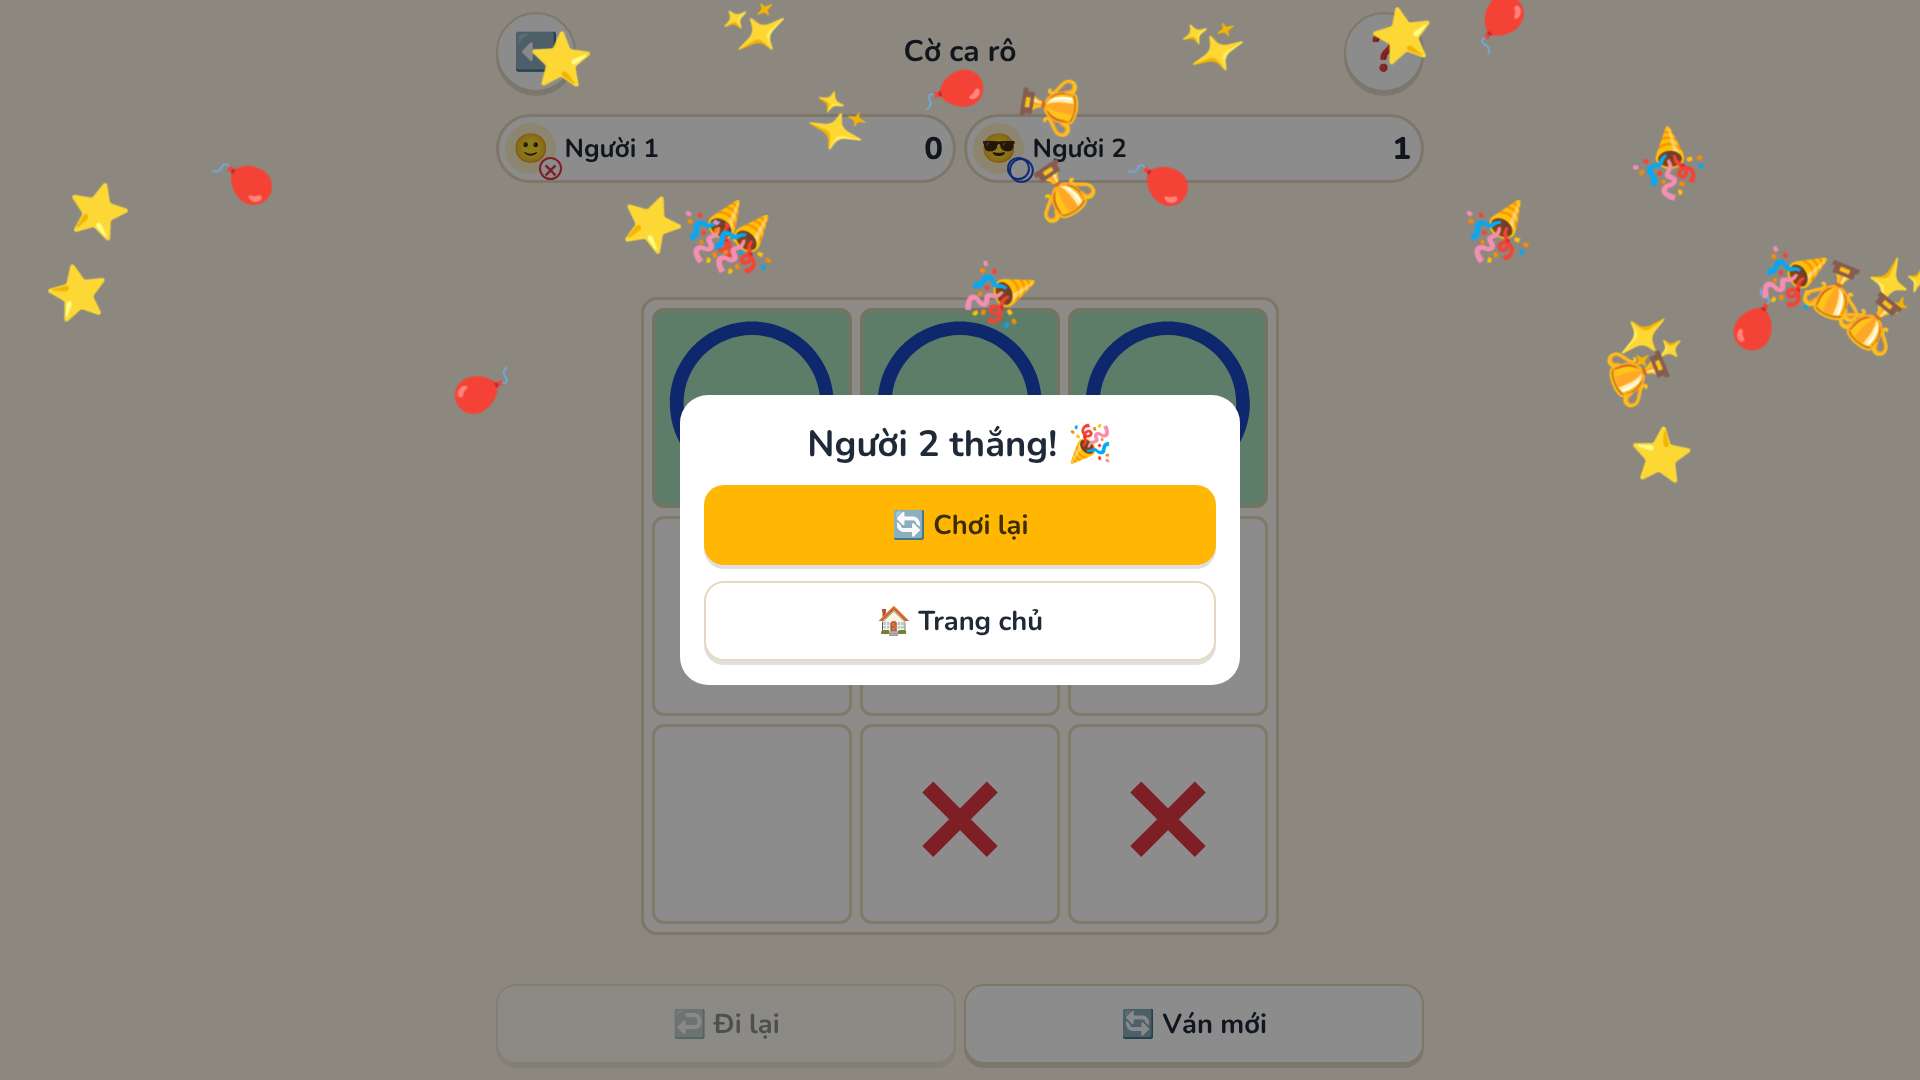 Cờ ca rô
Người 1
0
Người 2
1
Người 2 thắng!
Chơi lại
Trang chủ
Đi lại
Ván mới